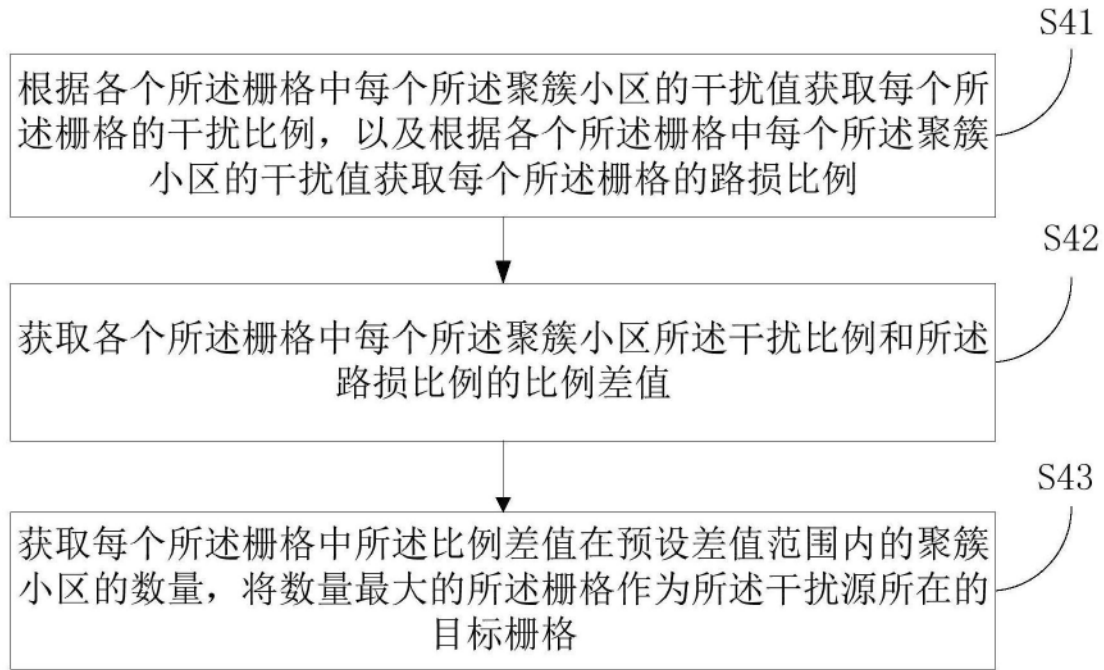 S41
根据各个所述栅格中每个所述聚簇小区的干扰值获取每个所
述栅格的干扰比例，以及根据各个所述栅格中每个所述聚簇
小区的干扰值获取每个所述栅格的路损比例
S42
获取各个所述栅格中每个所述聚簇小区所述干扰比例和所述
路损比例的比例差值
S43
获取每个所述栅格中所述比例差值在预设差值范围内的聚簇
小区的数量，将数量最大的所述栅格作为所述干扰源所在的
目标栅格